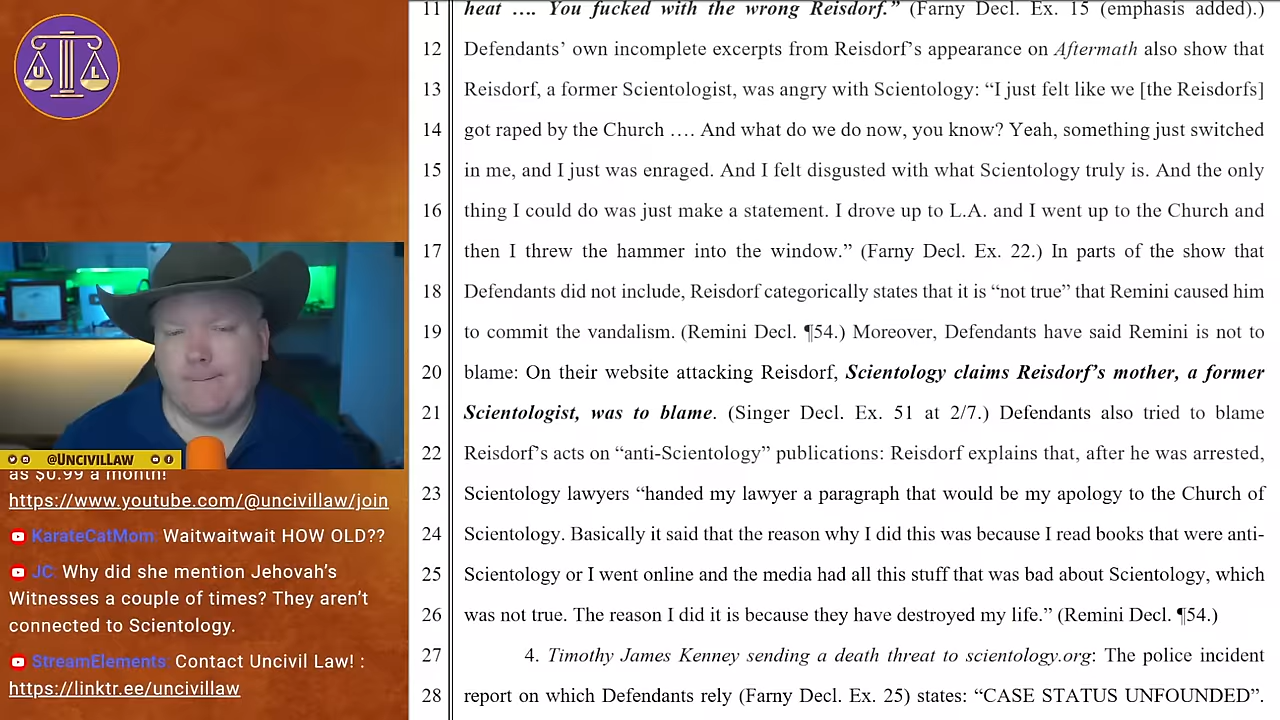 U L
@UNCIVILLAW
as $0.99 a month!
https://www.youtube.com/@uncivillaw/join
KarateCatMom: Waitwaitwait HOW OLD??
JC: Why did she mention Jehovah's
Witnesses a couple of times? They aren't
connected to Scientology.
StreamElements: Contact Uncivil Law! :
https://linktr.ee/uncivillaw
11 heat …. You fucked with the wrong Reisdorf.” (Farny Decl. Ex. 15 (emphasis added).)
12 Defendants’ own incomplete excerpts from Reisdorf’s appearance on Aftermath also show that
13 Reisdorf, a former Scientologist, was angry with Scientology: “I just felt like we [the Reisdorfs]
14 got raped by the Church …. And what do we do now, you know? Yeah, something just switched
15 in me, and I just was enraged. And I felt disgusted with what Scientology truly is. And the only
16 thing I could do was just make a statement. I drove up to L.A. and I went up to the Church and
17 then I threw the hammer into the window.” (Farny Decl. Ex. 22.) In parts of the show that
18 Defendants did not include, Reisdorf categorically states that it is “not true” that Remini caused him
19 to commit the vandalism. (Remini Decl. ¶54.) Moreover, Defendants have said Remini is not to
20 blame: On their website attacking Reisdorf, Scientology claims Reisdorf’s mother, a former
21 Scientologist, was to blame. (Singer Decl. Ex. 51 at 2/7.) Defendants also tried to blame
22 Reisdorf’s acts on “anti-Scientology” publications: Reisdorf explains that, after he was arrested,
23 Scientology lawyers “handed my lawyer a paragraph that would be my apology to the Church of
24 Scientology. Basically it said that the reason why I did this was because I read books that were anti-
25 Scientology or I went online and the media had all this stuff that was bad about Scientology, which
26 was not true. The reason I did it is because they have destroyed my life.” (Remini Decl. ¶54.)
27 4. Timothy James Kenney sending a death threat to scientology.org: The police incident
28 report on which Defendants rely (Farny Decl. Ex. 25) states: “CASE STATUS UNFOUNDED”.